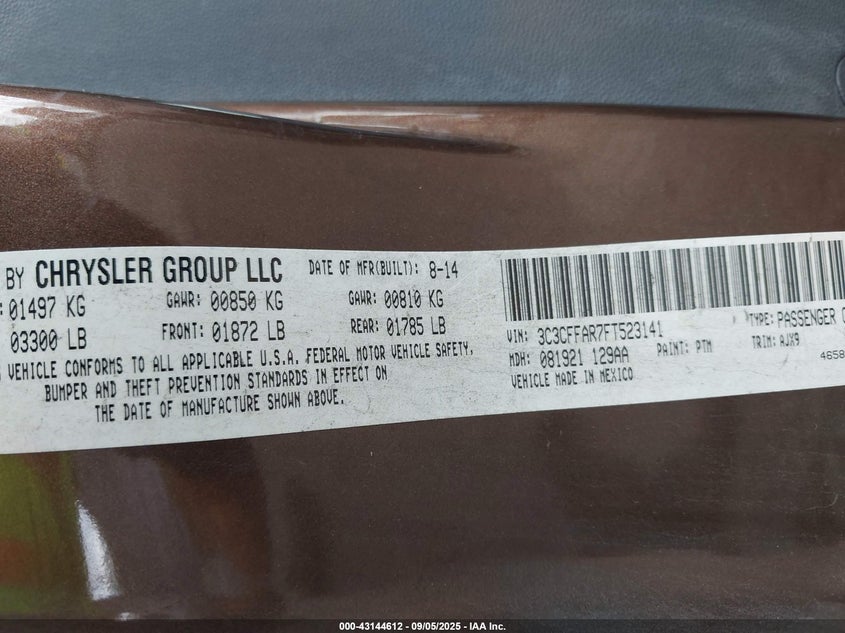 BY CHRYSLER GROUP LLC DATE OF MFR(BUILT): 8-14
01497 KG GAWR: 00850 KG GAWR: 00810 KG
03300 LB FRONT: 01872 LB REAR: 01785 LB
VEHICLE CONFORMS TO ALL APPLICABLE U.S.A. FEDERAL MOTOR VEHICLE SAFETY,
BUMPER AND THEFT PREVENTION STANDARDS IN EFFECT ON
THE DATE OF MANUFACTURE SHOWN ABOVE.
VIN: 3C3CFFAR7FT523141 TYPE: PASSENGER
MDH: 081921 129AA PAINT: PTM TRIM: AJX9
VEHICLE MADE IN MEXICO 4658
000-43144612 - 09/05/2025 - IAA Inc.